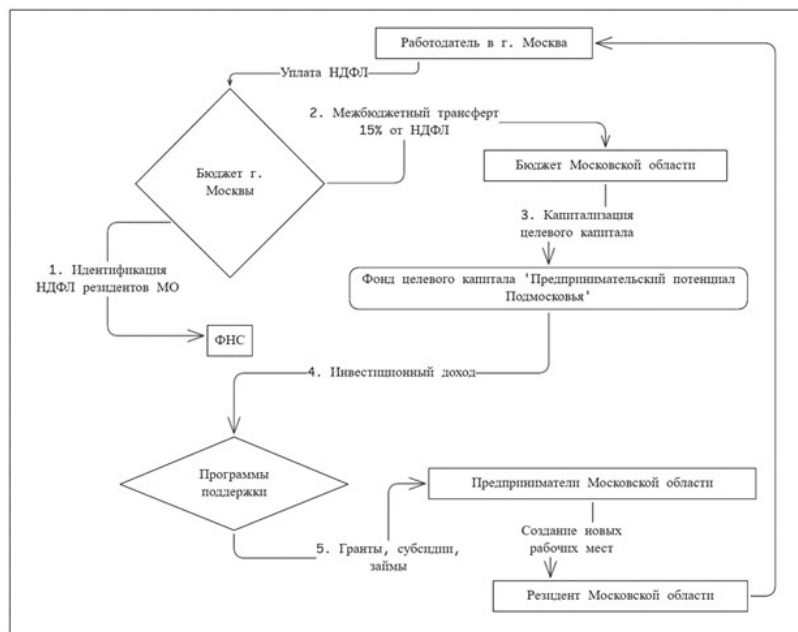 Работодатель в г. Москва
Уплата НДФЛ
2. Межбюджетный трансферт
15% от НДФЛ
Бюджет г.
Москвы
Бюджет Московской области
3. Капитализация
целевого капитала
1. Идентификация
НДФЛ резидентов МО
Фонд целевого капитала 'Предпринимательский потенциал
Подмосковья'
ФНС
4. Инвестиционный доход
Программы
поддержки
Предприниматели Московской области
5. Гранты, субсидии,
займы
Создание новых
рабочих мест
Резидент Московской области